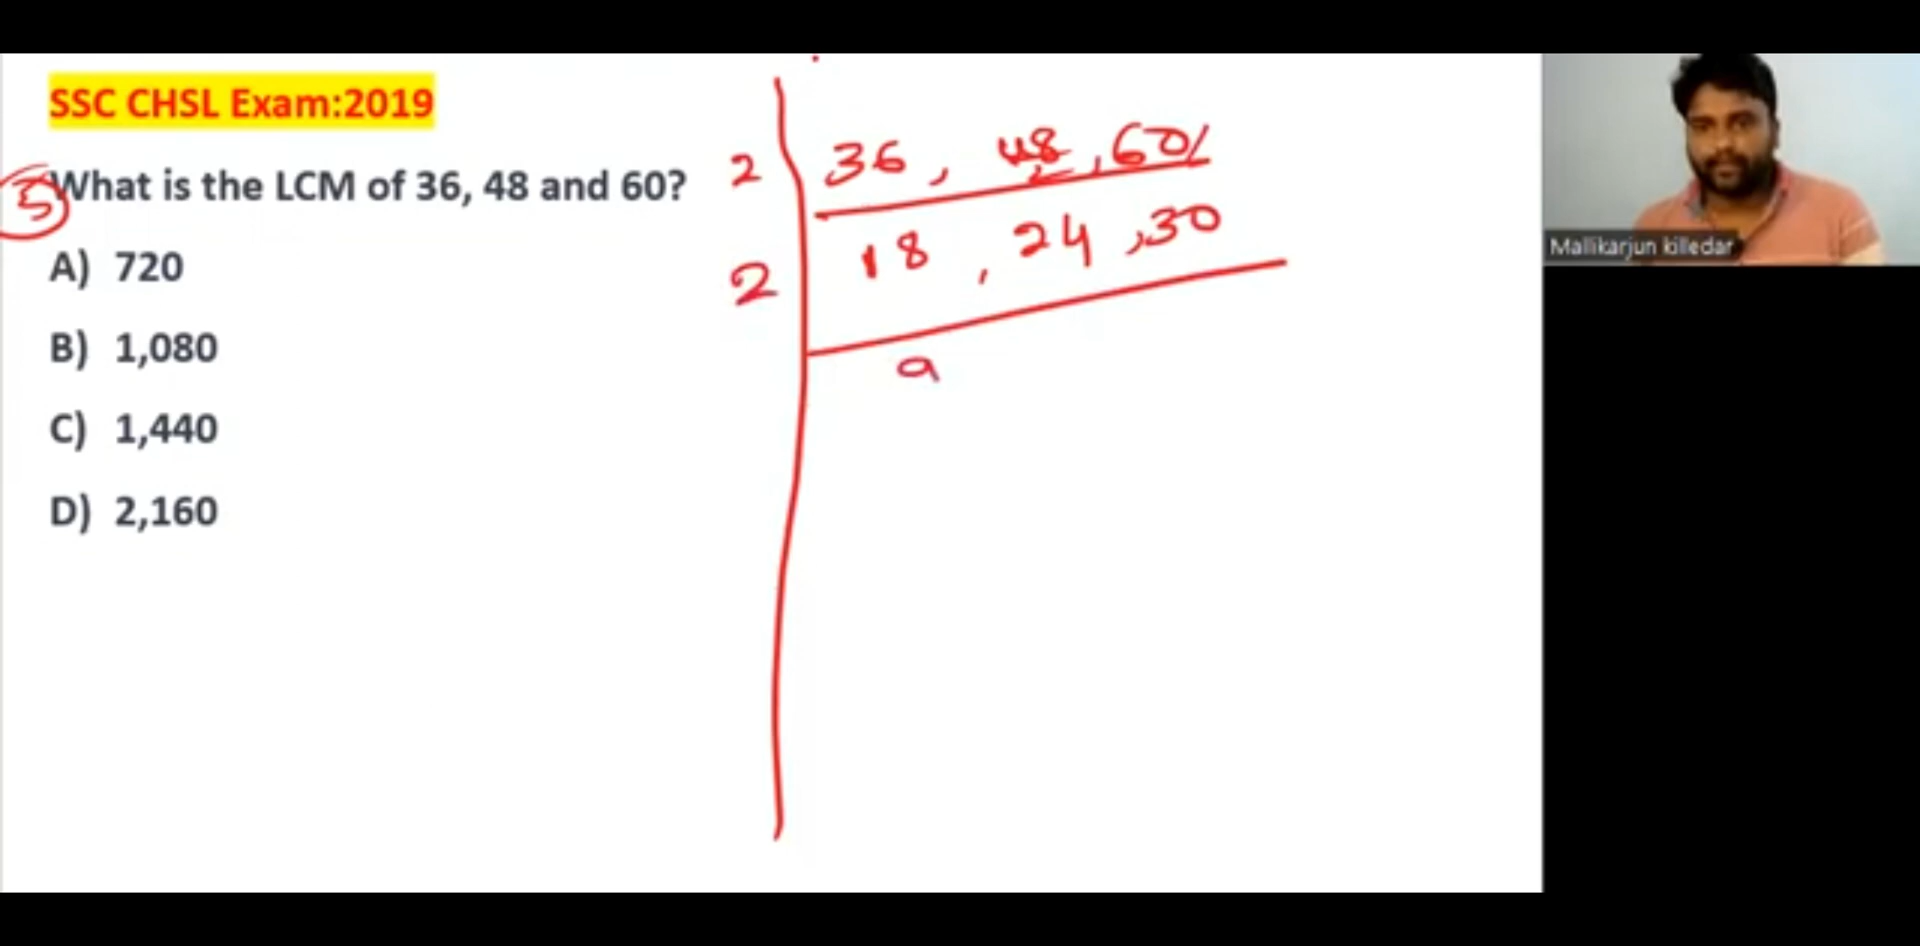 SSC CHSL Exam:2019
5 What is the LCM of 36, 48 and 60?
A) 720
B) 1,080
C) 1,440
D) 2,160
2 36, 48, 60
2 18, 24, 30
9
Mallikarjun killedar